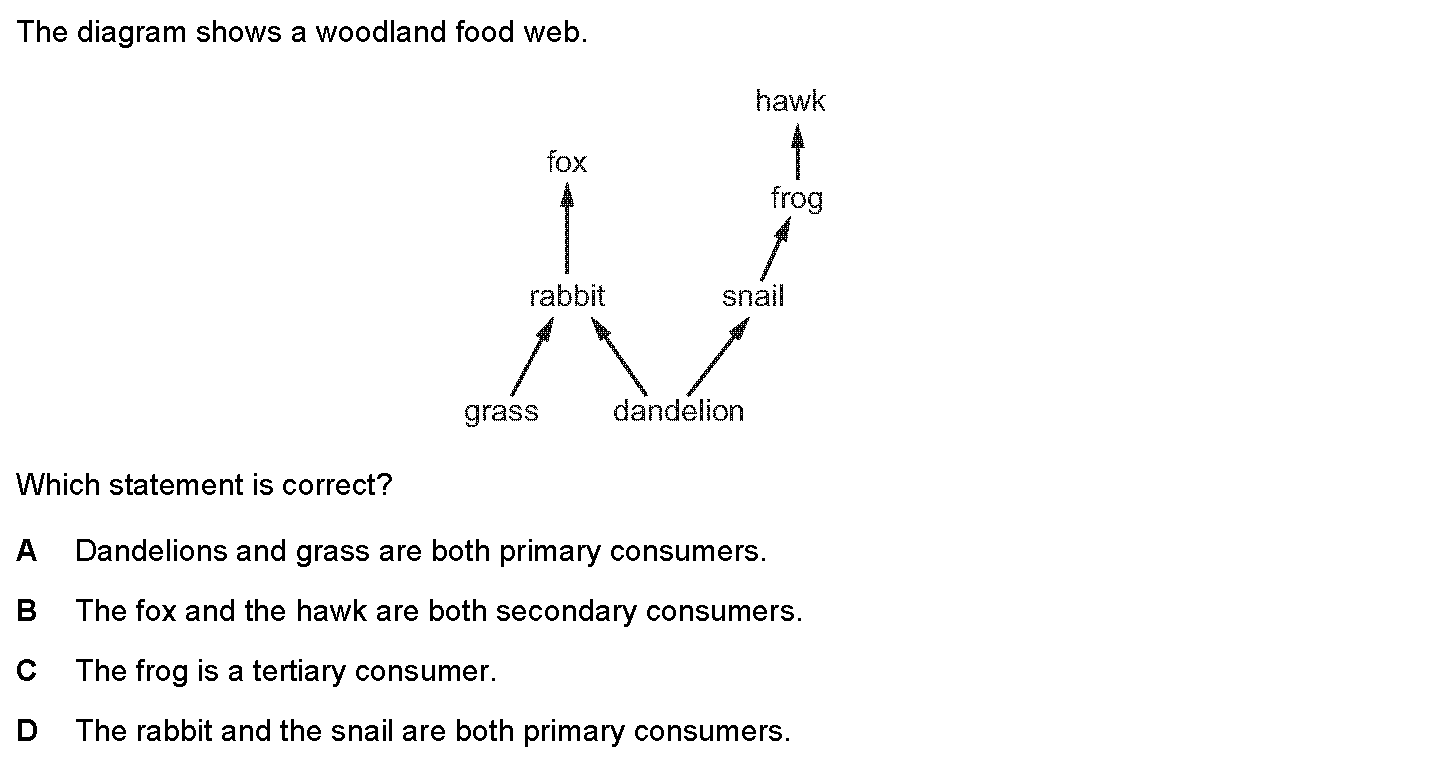 The diagram shows a woodland food web.
hawk
fox
frog
rabbit
snail
grass
dandelion
Which statement is correct?
A Dandelions and grass are both primary consumers.
B The fox and the hawk are both secondary consumers.
C The frog is a tertiary consumer.
D The rabbit and the snail are both primary consumers.